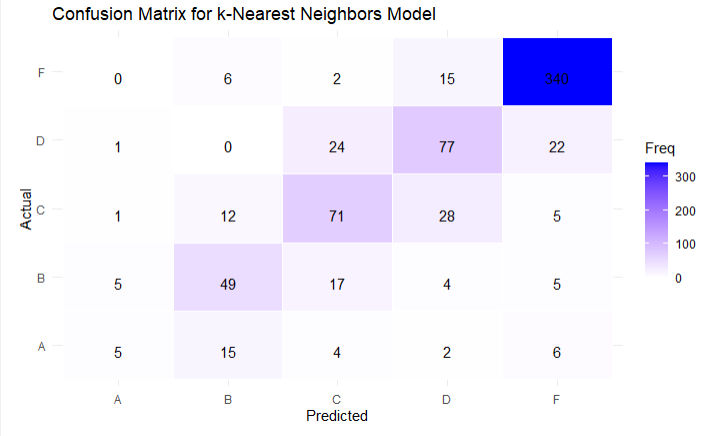 Confusion Matrix for k-Nearest Neighbors Model
F 0 6 2 15 340
D 1 0 24 77 22
C 1 12 71 28 5
B 5 49 17 4 5
A 5 15 4 2 6
A B C D F
Predicted
Actual
Freq
300
200
100
0